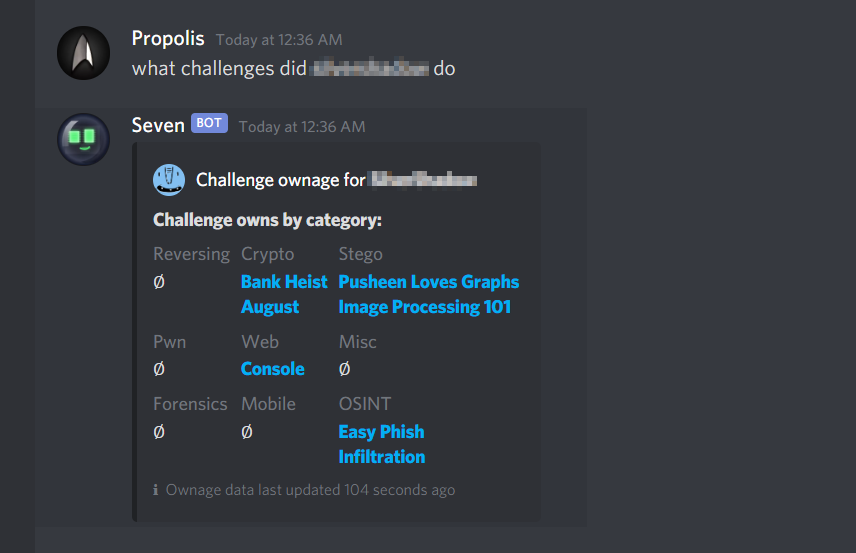 Propolis Today at 12:36 AM
what challenges did do
Seven BOT Today at 12:36 AM
Challenge ownage for
Challenge owns by category:
Reversing Crypto Stego
Ø Bank Heist Pusheen Loves Graphs
August Image Processing 101
Pwn Web Misc
Ø Console Ø
Forensics Mobile OSINT
Ø Ø Easy Phish
Infiltration
ℹ Ownage data last updated 104 seconds ago